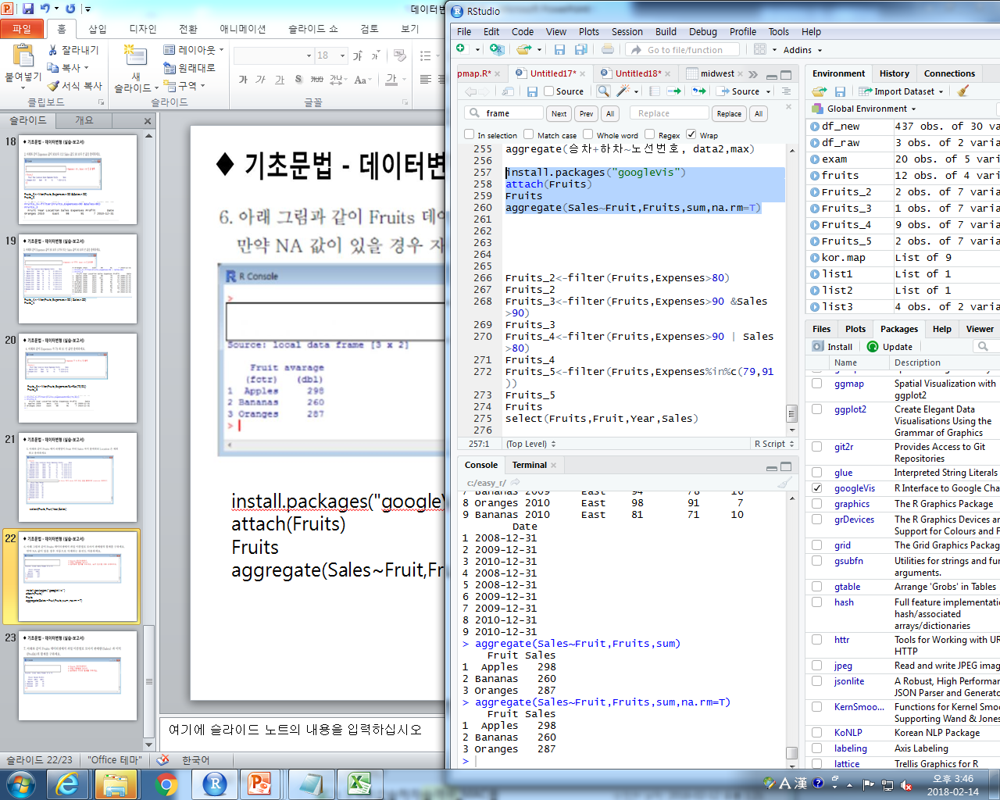 데이터변
파일 홈 삽입 디자인 전환 애니메이션 슬라이드 쇼 검토 보기
붙여넣기
잘라내기
복사
서식 복사
클립보드
새
슬라이드
레이아웃
원래대로
구역
슬라이드
18
가 가 가 S 가나 Aa 가
글꼴
슬라이드 개요
18
19
20
21
22
23
◆ 기초문법 - 데이터변
6. 아래 그림과 같이 Fruits 데이
만약 NA 값이 있을 경우 자
R Console
>
Source: local data frame [3 x 2]
Fruit avarage
(fctr) (dbl)
1 Apples 298
2 Bananas 260
3 Oranges 287
>
install.packages("google
attach(Fruits)
Fruits
aggregate(Sales~Fruit,Fr
여기에 슬라이드 노트의 내용을 입력하십시오
슬라이드 22/23 "Office 테마" 한국어
RStudio
File Edit Code View Plots Session Build Debug Profile Tools Help
Go to file/function Addins
pmap.R* Untitled17* Untitled18* midwest
Source Source
frame Next Prev All Replace Replace All
In selection Match case Whole word Regex Wrap
255 aggregate(승차+하차~노선번호, data2,max)
256
257 install.packages("googleVis")
258 attach(Fruits)
259 Fruits
260 aggregate(Sales~Fruit,Fruits,sum,na.rm=T)
261
262
263
264
265
266 Fruits_2<-filter(Fruits,Expenses>80)
267 Fruits_2
268 Fruits_3<-filter(Fruits,Expenses>90 &Sales
>90)
269 Fruits_3
270 Fruits_4<-filter(Fruits,Expenses>90 | Sales
>80)
271 Fruits_4
272 Fruits_5<-filter(Fruits,Expenses%in%c(79,91
))
273 Fruits_5
274 Fruits
275 select(Fruits,Fruit,Year,Sales)
276
257:1 (Top Level) R Script
Console Terminal
c:/easy_r/
7 Bananas 2009 East 94 78 16
8 Oranges 2010 East 98 91 7
9 Bananas 2010 East 81 71 10
Date
1 2008-12-31
2 2009-12-31
3 2010-12-31
4 2008-12-31
5 2008-12-31
6 2009-12-31
7 2009-12-31
8 2010-12-31
9 2010-12-31
> aggregate(Sales~Fruit,Fruits,sum)
Fruit Sales
1 Apples 298
2 Bananas 260
3 Oranges 287
> aggregate(Sales~Fruit,Fruits,sum,na.rm=T)
Fruit Sales
1 Apples 298
2 Bananas 260
3 Oranges 287
>
Environment History Connections
Import Dataset
Global Environment
df_new 437 obs. of 30 var
df_raw 3 obs. of 2 varia
exam 20 obs. of 5 vari
fruits 12 obs. of 4 vari
Fruits_2 2 obs. of 7 varia
Fruits_3 1 obs. of 7 varia
Fruits_4 9 obs. of 7 varia
Fruits_5 2 obs. of 7 varia
kor.map List of 9
list1 List of 1
list2 List of 1
list3 4 obs. of 2 varia
Files Plots Packages Help Viewer
Install Update
Name Description
ggmap Spatial Visualization with
ggplot2
ggplot2 Create Elegant Data
Visualisations Using the
Grammar of Graphics
git2r Provides Access to Git
Repositories
glue Interpreted String Literals
googleVis R Interface to Google Cha
graphics The R Graphics Package
grDevices The R Graphics Devices an
Support for Colours and F
grid The Grid Graphics Packag
gsubfn Utilities for strings and fun
arguments.
gtable Arrange 'Grobs' in Tables
hash Full feature implementatio
hash/associated
arrays/dictionaries
httr Tools for Working with UR
HTTP
jpeg Read and write JPEG imag
jsonlite A Robust, High Performan
JSON Parser and Generato
KernSmoo... Functions for Kernel Smoo
Supporting Wand & Jones
KoNLP Korean NLP Package
labeling Axis Labeling
lattice Trellis Graphics for R
A 漢
오후 3:46
2018-02-14